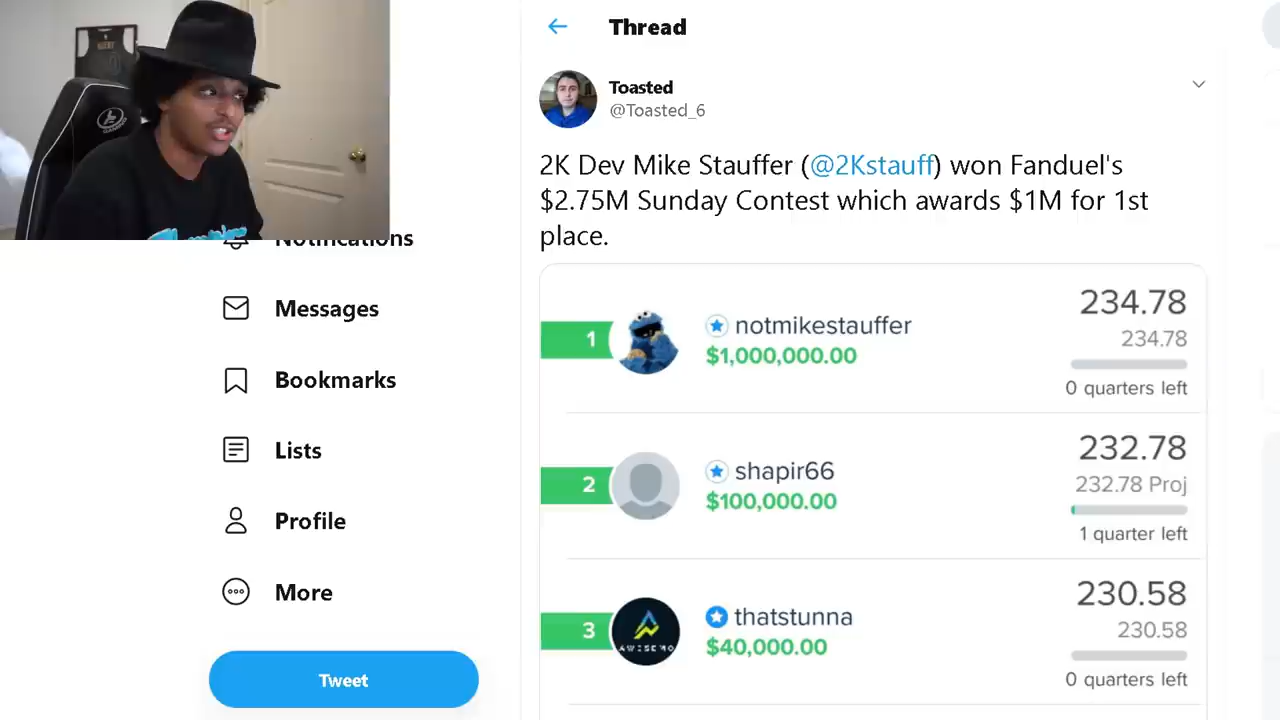 Thread
Toasted
@Toasted_6
2K Dev Mike Stauffer (@2Kstauff) won Fanduel's
$2.75M Sunday Contest which awards $1M for 1st
place.
Notifications
Messages
Bookmarks
Lists
Profile
More
Tweet
1
notmikestauffer
$1,000,000.00
234.78
234.78
0 quarters left
2
shapir66
$100,000.00
232.78
232.78 Proj
1 quarter left
3
thatstunna
$40,000.00
230.58
230.58
0 quarters left